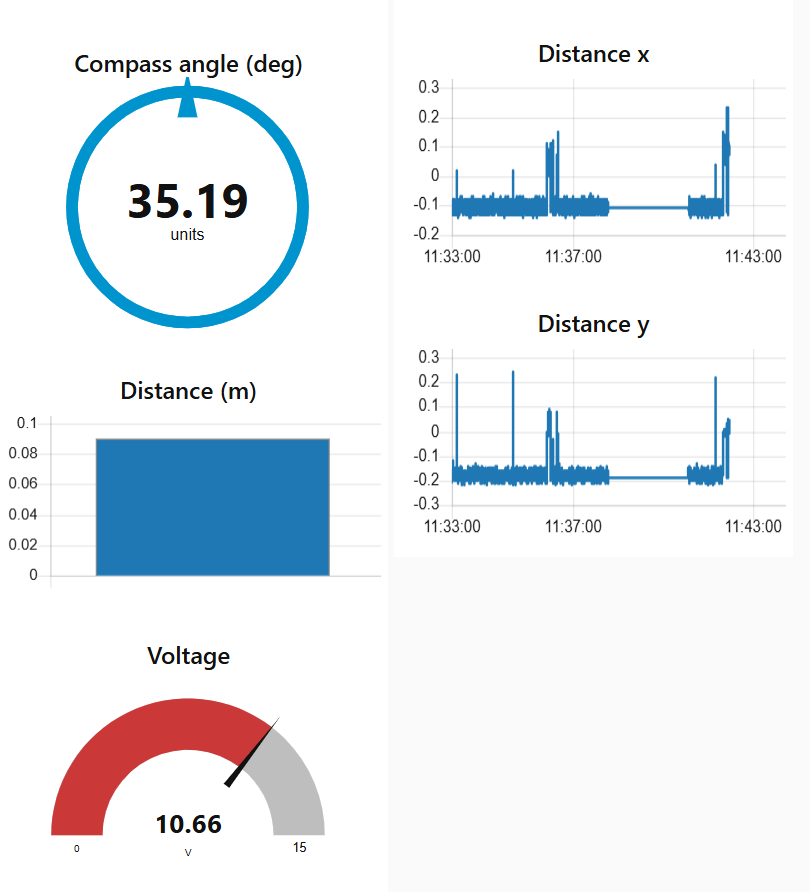 Compass angle (deg)
35.19
units
Distance (m)
0.1
0.08
0.06
0.04
0.02
0
Voltage
10.66
0
V
15
Distance x
0.3
0.2
0.1
0
-0.1
-0.2
11:33:00 11:37:00 11:43:00
Distance y
0.3
0.2
0.1
0
-0.1
-0.2
-0.3
11:33:00 11:37:00 11:43:00